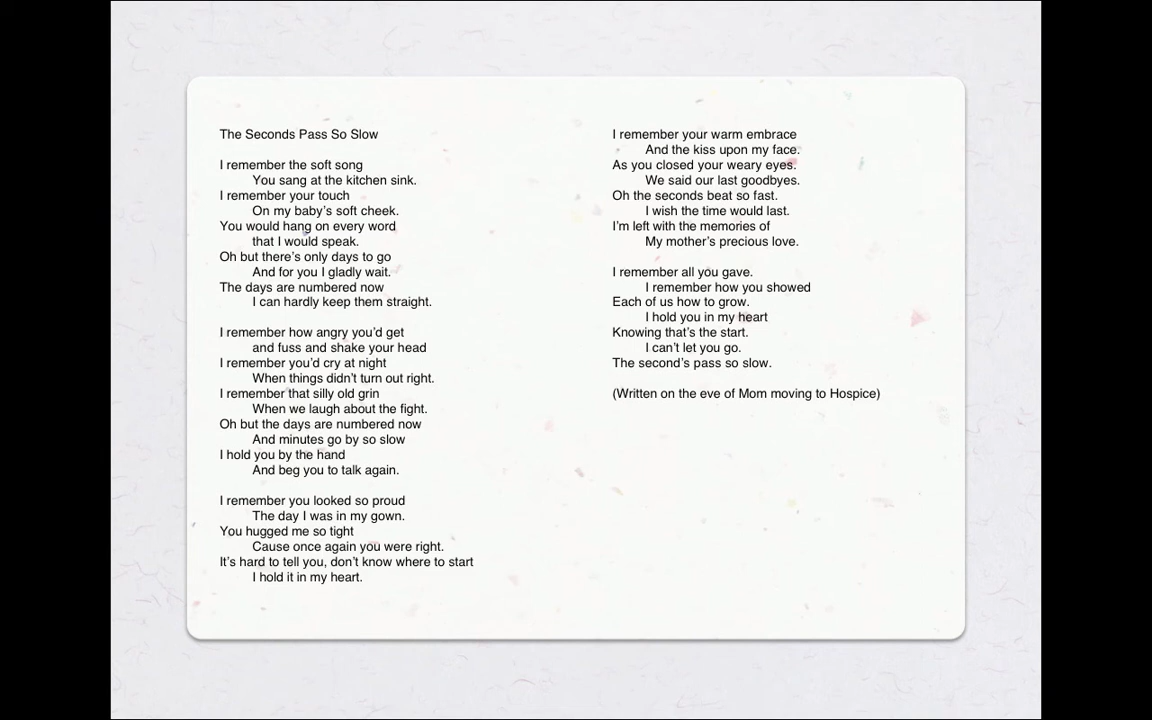 The Seconds Pass So Slow
I remember the soft song
You sang at the kitchen sink.
I remember your touch
On my baby's soft cheek.
You would hang on every word
that I would speak.
Oh but there's only days to go
And for you I gladly wait.
The days are numbered now
I can hardly keep them straight.
I remember how angry you'd get
and fuss and shake your head
I remember you'd cry at night
When things didn't turn out right.
I remember that silly old grin
When we laugh about the fight.
Oh but the days are numbered now
And minutes go by so slow
I hold you by the hand
And beg you to talk again.
I remember you looked so proud
The day I was in my gown.
You hugged me so tight
Cause once again you were right.
It's hard to tell you, don't know where to start
I hold it in my heart.
I remember your warm embrace
And the kiss upon my face.
As you closed your weary eyes.
We said our last goodbyes.
Oh the seconds beat so fast.
I wish the time would last.
I'm left with the memories of
My mother's precious love.
I remember all you gave.
I remember how you showed
Each of us how to grow.
I hold you in my heart
Knowing that's the start.
I can't let you go.
The second's pass so slow.
(Written on the eve of Mom moving to Hospice)